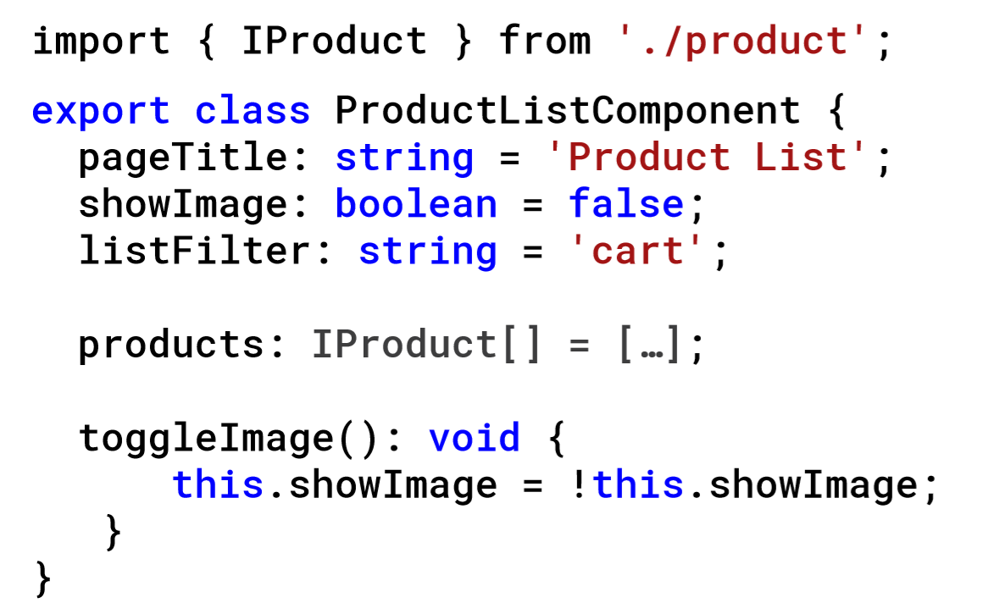 import { IProduct } from './product';
export class ProductListComponent {
  pageTitle: string = 'Product List';
  showImage: boolean = false;
  listFilter: string = 'cart';
  products: IProduct[] = […];
  toggleImage(): void {
      this.showImage = !this.showImage;
   }
}